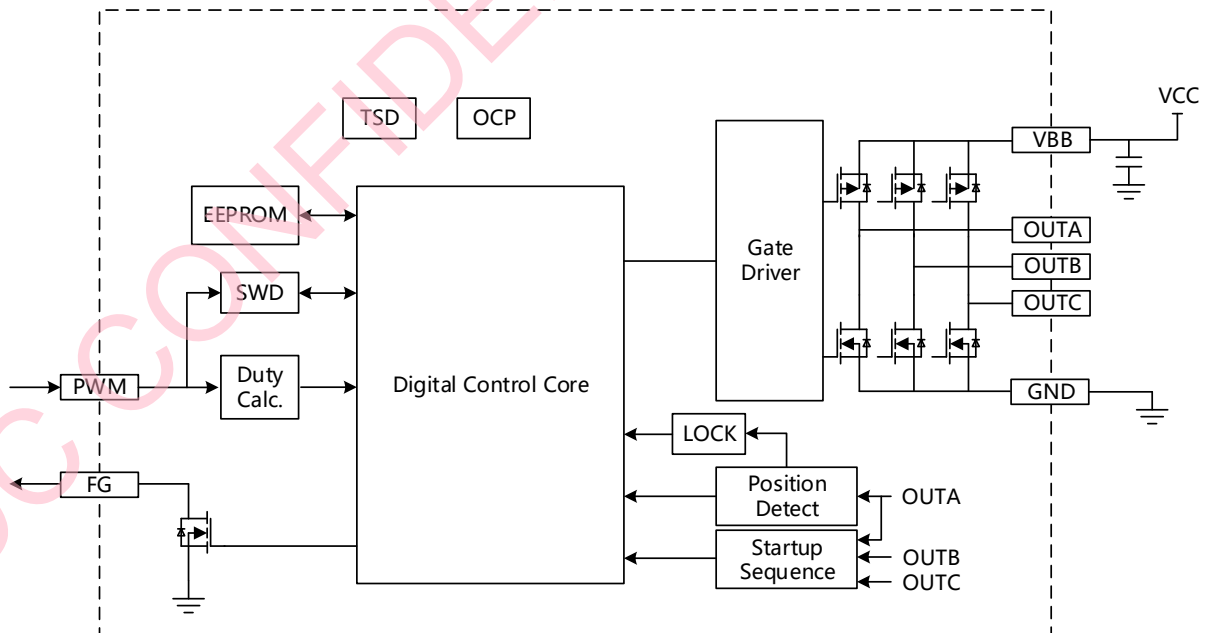 TSD
OCP
VCC
VBB
EEPROM
SWD
PWM
Duty
Calc.
Digital Control Core
Gate
Driver
OUTA
OUTB
OUTC
GND
LOCK
FG
Position
Detect
OUTA
Startup
Sequence
OUTB
OUTC
C CONFIDE